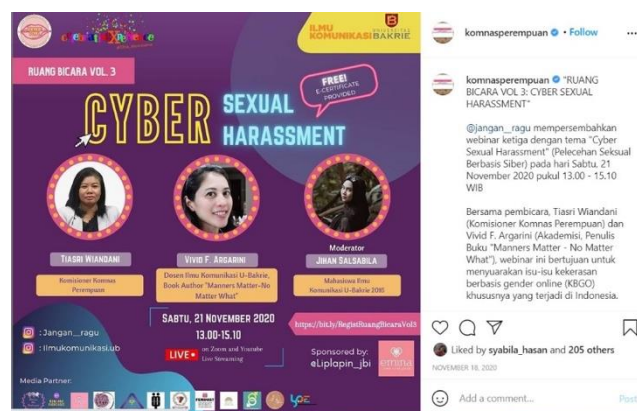 ILMU
KOMUNIKASI
UNIVERSITAS
BAKRIE
RUANG BICARA VOL. 3
FREE!
E-CERTIFICATE
PROVIDED
CYBER
SEXUAL
HARASSMENT
TIASRI WIANDANI
Komisioner Komnas
Perempuan
VIVID F. ARGARINI
Dosen Ilmu Komunikasi U-Bakrie,
Book Author "Manners Matter-No
Matter What"
Moderator
JIHAN SALSABILA
Mahasiswa Ilmu
Komunikasi U-Bakrie 2018
SABTU, 21 NOVEMBER 2020
13.00-15.10
LIVE
on Zoom and Youtube
Live Streaming
: Jangan__ragu
: Ilmukomunikasi.ub
https://bit.ly/RegistRuangBicaraVol3
Sponsored by:
@Liplapin_jbi
emina
Media Partner:
komnasperempuan • Follow
komnasperempuan "RUANG
BICARA VOL 3: CYBER SEXUAL
HARASSMENT"
@jangan__ragu mempersembahkan
webinar ketiga dengan tema "Cyber
Sexual Harassment" (Pelecehan Seksual
Berbasis Siber) pada hari Sabtu, 21
November 2020 pukul 13.00 - 15.10
WIB
Bersama pembicara, Tiasri Wiandani
(Komisioner Komnas Perempuan) dan
Vivid F. Argarini (Akademisi, Penulis
Buku "Manners Matter - No Matter
What"), webinar ini bertujuan untuk
menyuarakan isu-isu kekerasan
berbasis gender online (KBGO)
khususnya yang terjadi di Indonesia.
Liked by syabila_hasan and 205 others
NOVEMBER 18, 2020
Add a comment...
Post